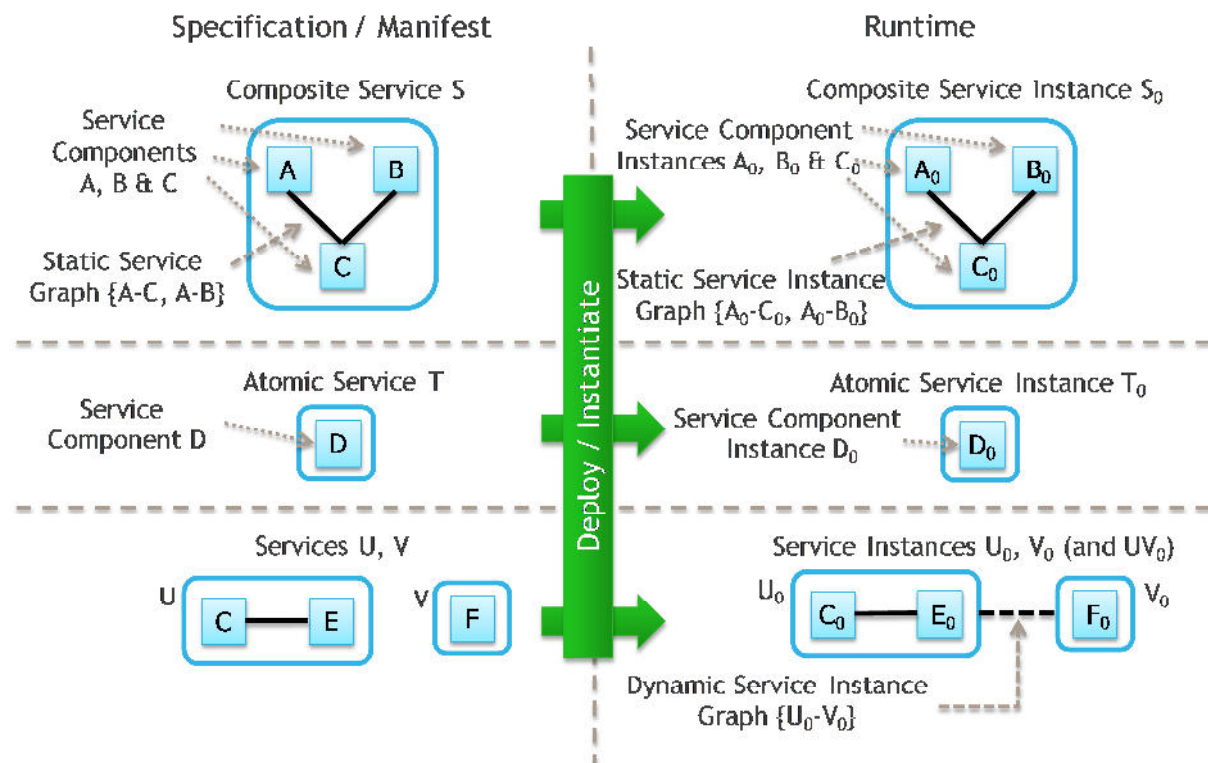 Specification / Manifest
Runtime
Composite Service S
Service
Components
A, B & C
A
B
C
Static Service
Graph {A-C, A-B}
Composite Service Instance S₀
Service Component
Instances A₀, B₀ & C₀
A₀
B₀
C₀
Static Service Instance
Graph {A₀-C₀, A₀-B₀}
Deploy / Instantiate
Atomic Service T
Service
Component D
D
Atomic Service Instance T₀
Service Component
Instance D₀
D₀
Services U, V
U
C
E
V
F
Service Instances U₀, V₀ (and UV₀)
U₀
C₀
E₀
F₀
V₀
Dynamic Service Instance
Graph {U₀-V₀}